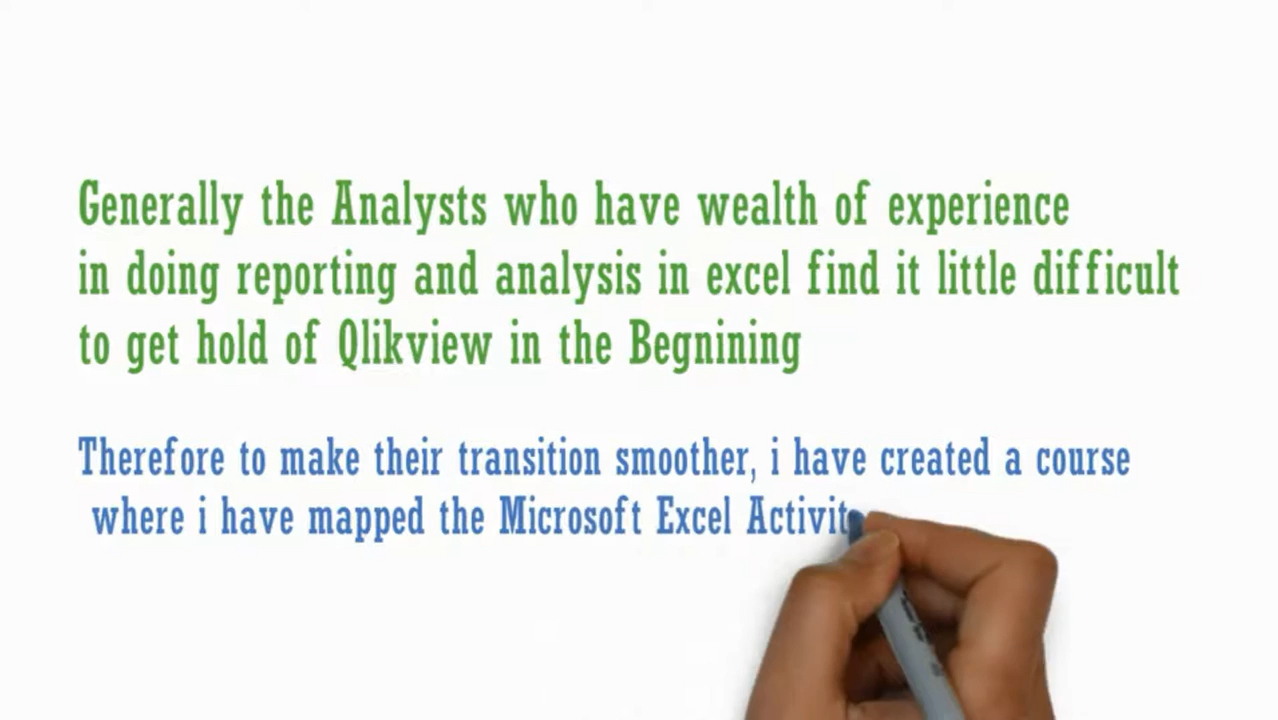 Generally the Analysts who have wealth of experience
in doing reporting and analysis in excel find it little difficult
to get hold of Qlikview in the Begnining
Therefore to make their transition smoother, i have created a course
where i have mapped the Microsoft Excel Activit